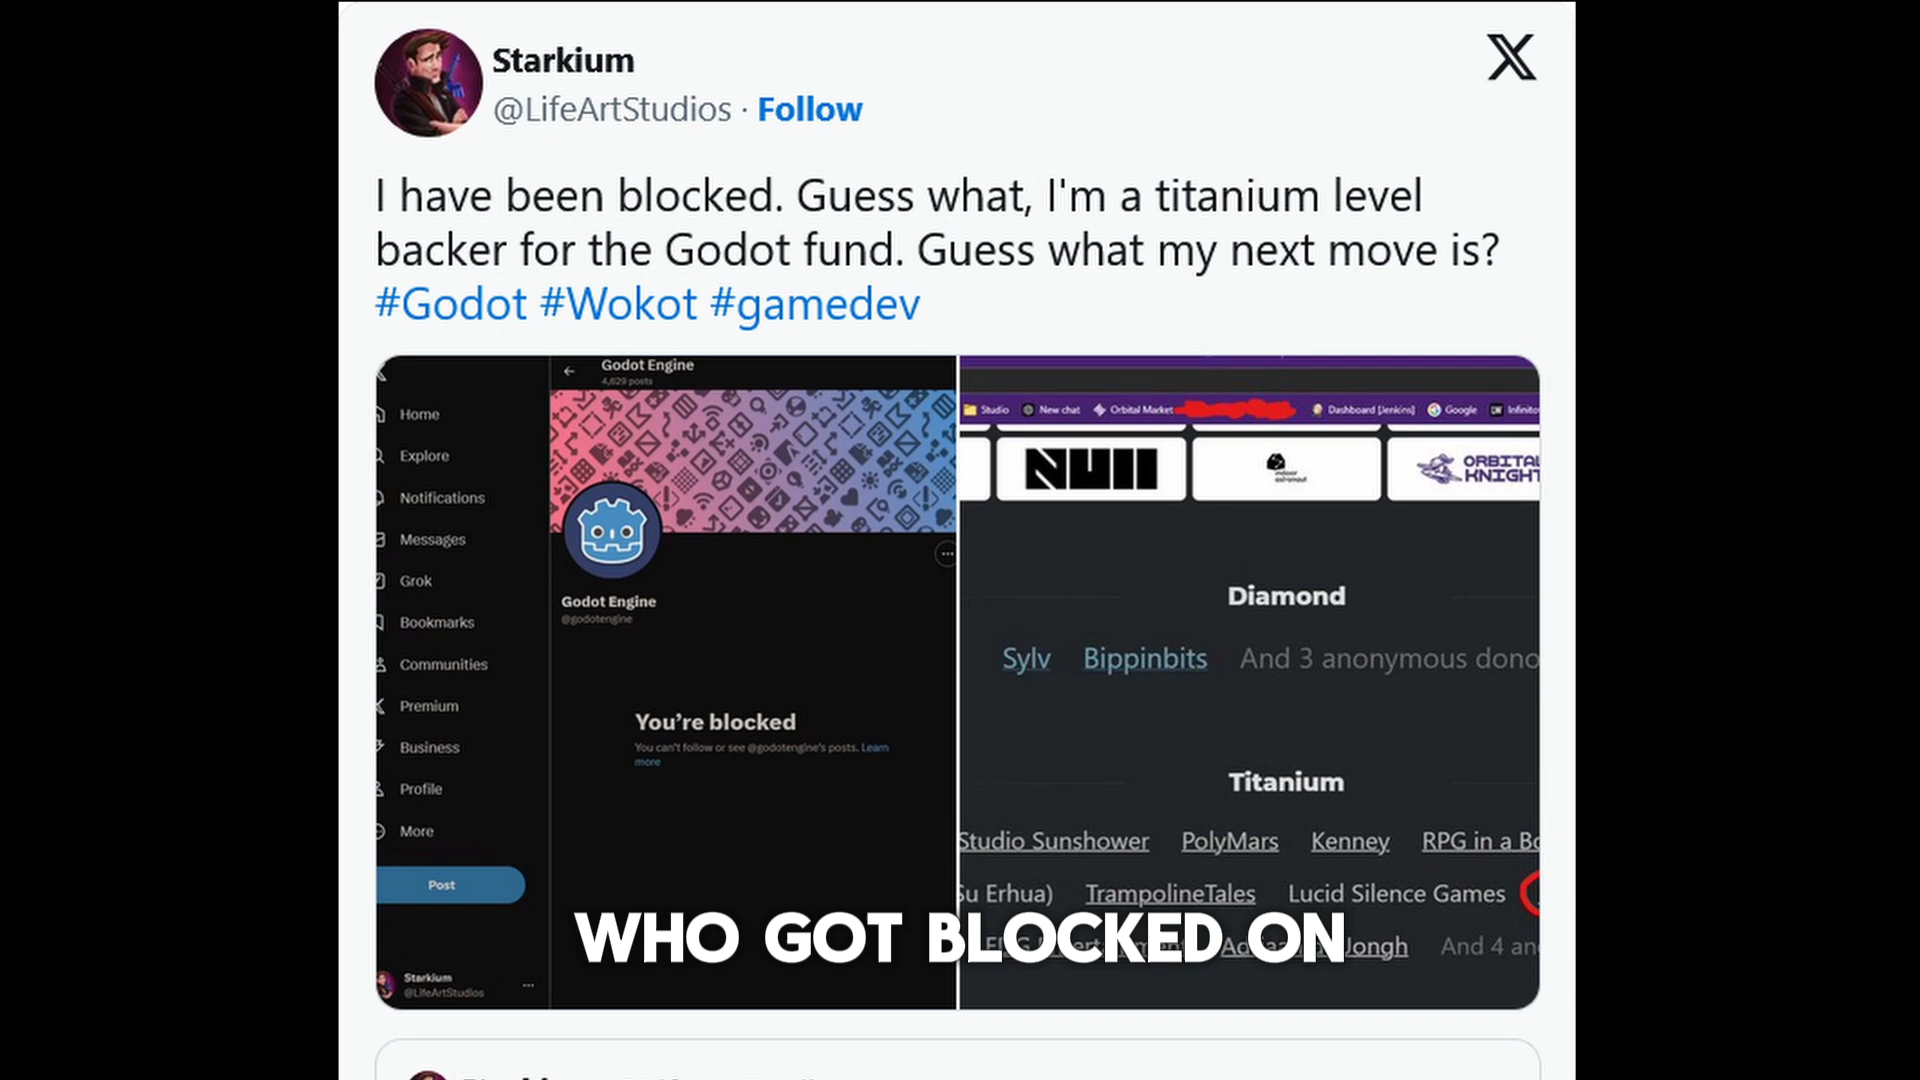 Starkium
@LifeArtStudios · Follow
I have been blocked. Guess what, I'm a titanium level
backer for the Godot fund. Guess what my next move is?
#Godot #Wokot #gamedev
Home
Explore
Notifications
Messages
Grok
Bookmarks
Communities
Premium
Business
Profile
More
Post
Starkium
@LifeArtStudios
Godot Engine
4,629 posts
Godot Engine
@godotengine
You're blocked
You can't follow or see @godotengine's posts. Learn
more
Studio New chat Orbital Market Dashboard [Jenkins] Google
NUll indoor astronaut ORBITAL
KNIGHT
Diamond
Sylv Bippinbits And 3 anonymous dono
Titanium
Studio Sunshower PolyMars Kenney RPG in a Bo
Su Erhua) TrampolineTales Lucid Silence Games
Jongh And 4 an
WHO GOT BLOCKED ON